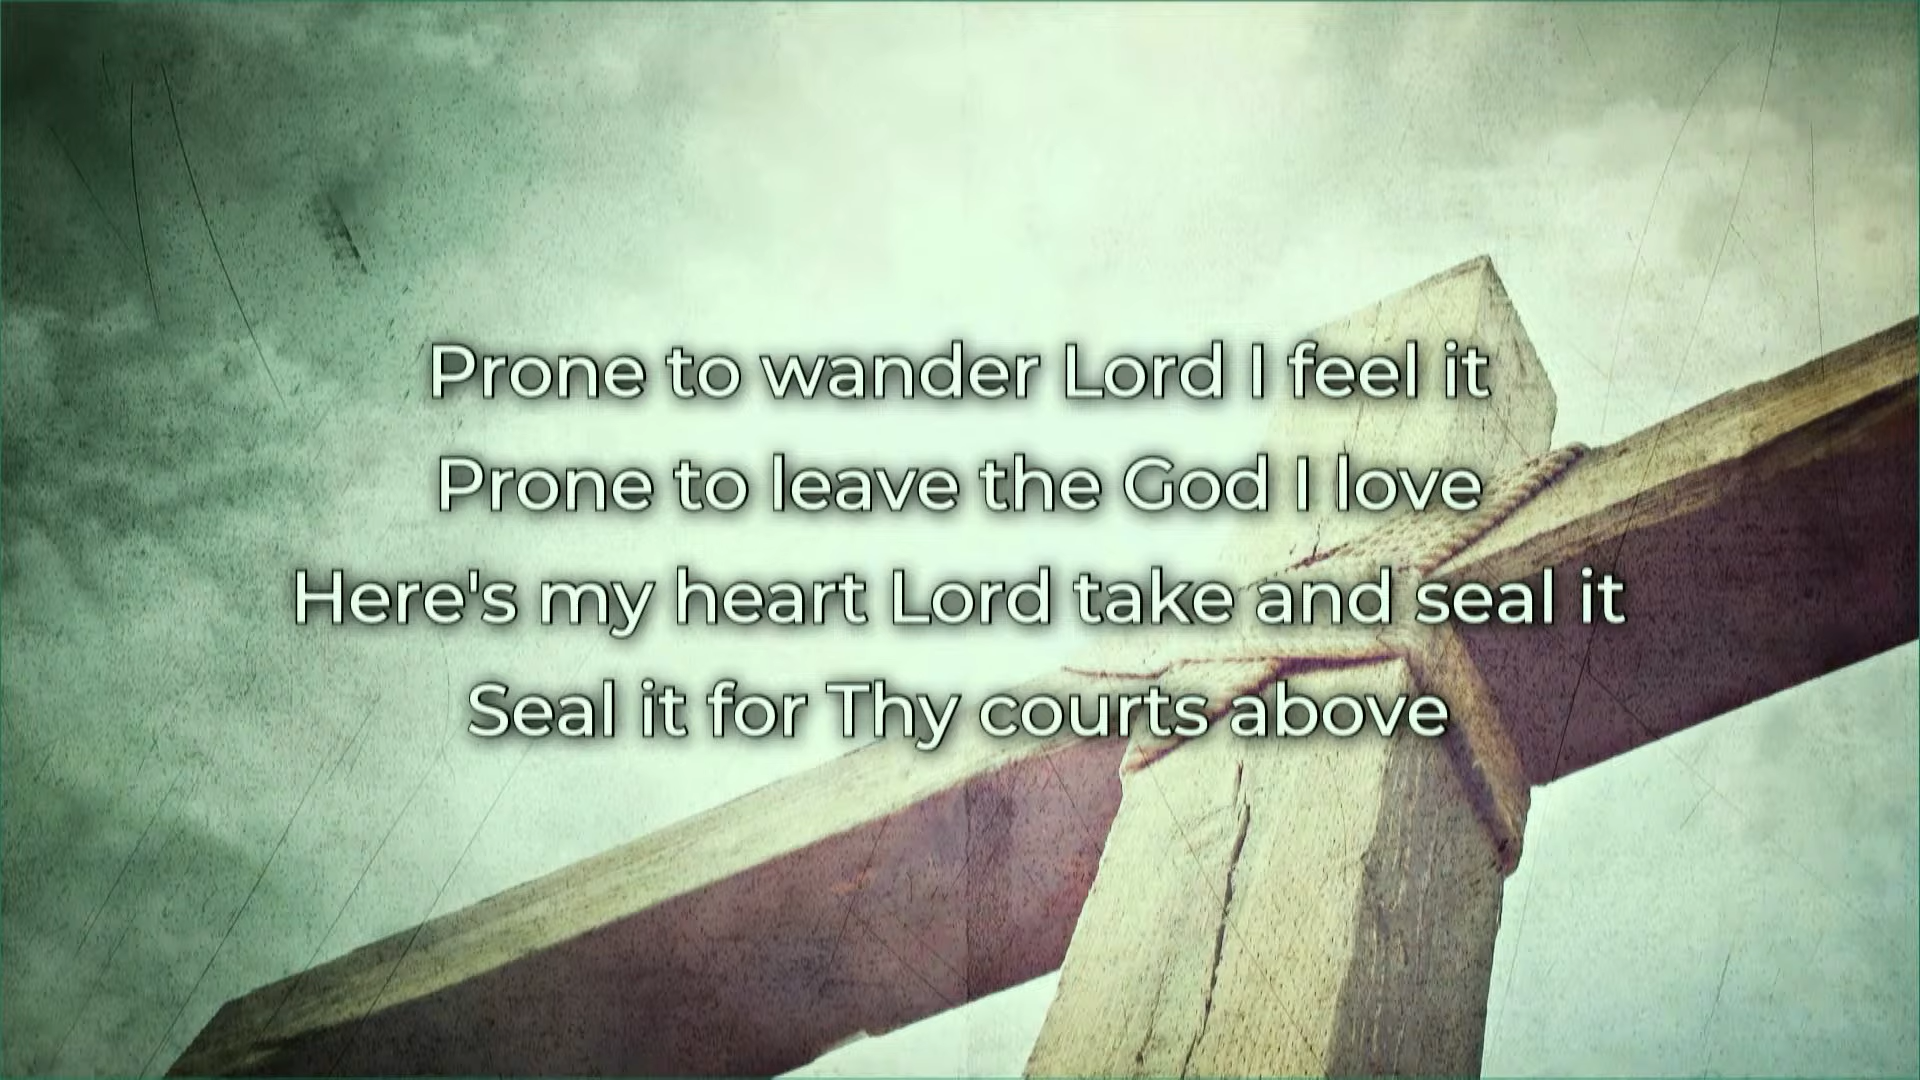 Prone to wander Lord I feel it
Prone to leave the God I love
Here's my heart Lord take and seal it
Seal it for Thy courts above